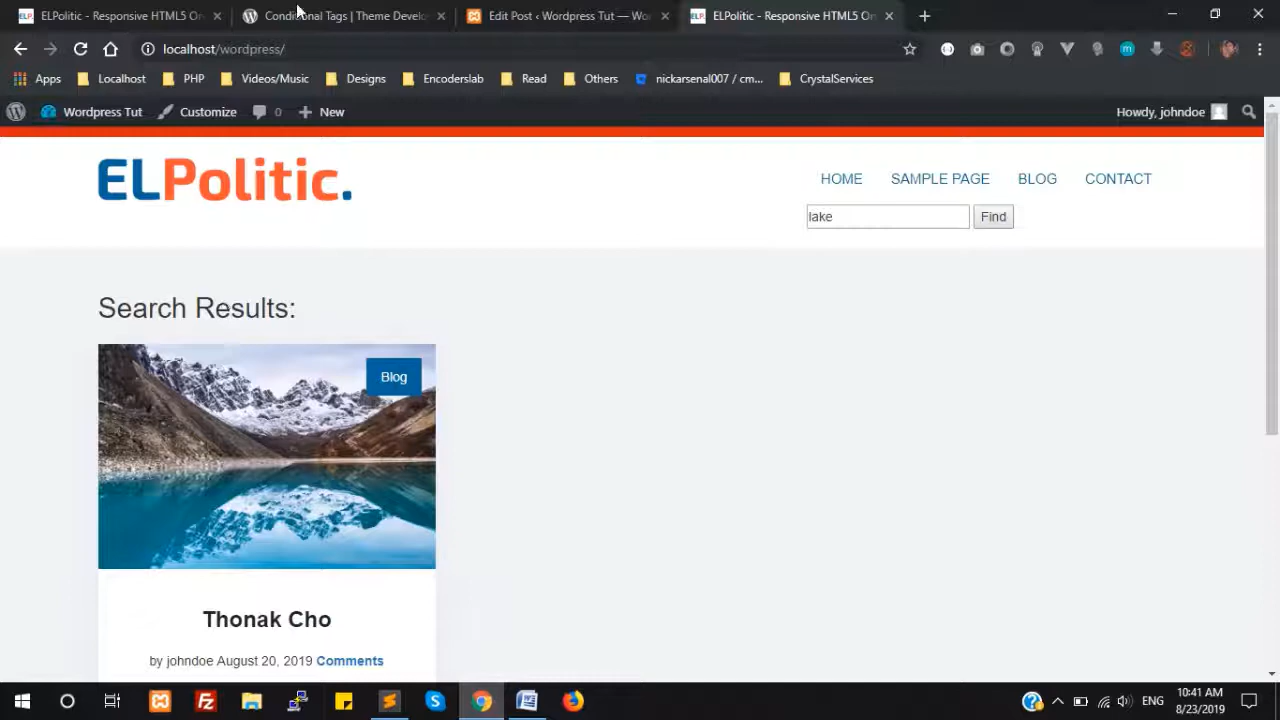 ELPolitic - Responsive HTML5 On
Conditional Tags | Theme Develo
Edit Post ‹ Wordpress Tut — Wo
ELPolitic - Responsive HTML5 On
localhost/wordpress/
Apps
Localhost
PHP
Videos/Music
Designs
Encoderslab
Read
Others
nickarsenal007 / cm...
CrystalServices
Wordpress Tut
Customize
0
New
Howdy, johndoe
ELPolitic.
HOME
SAMPLE PAGE
BLOG
CONTACT
lake
Find
Search Results:
Blog
Thonak Cho
by johndoe August 20, 2019 Comments
ENG
10:41 AM
8/23/2019